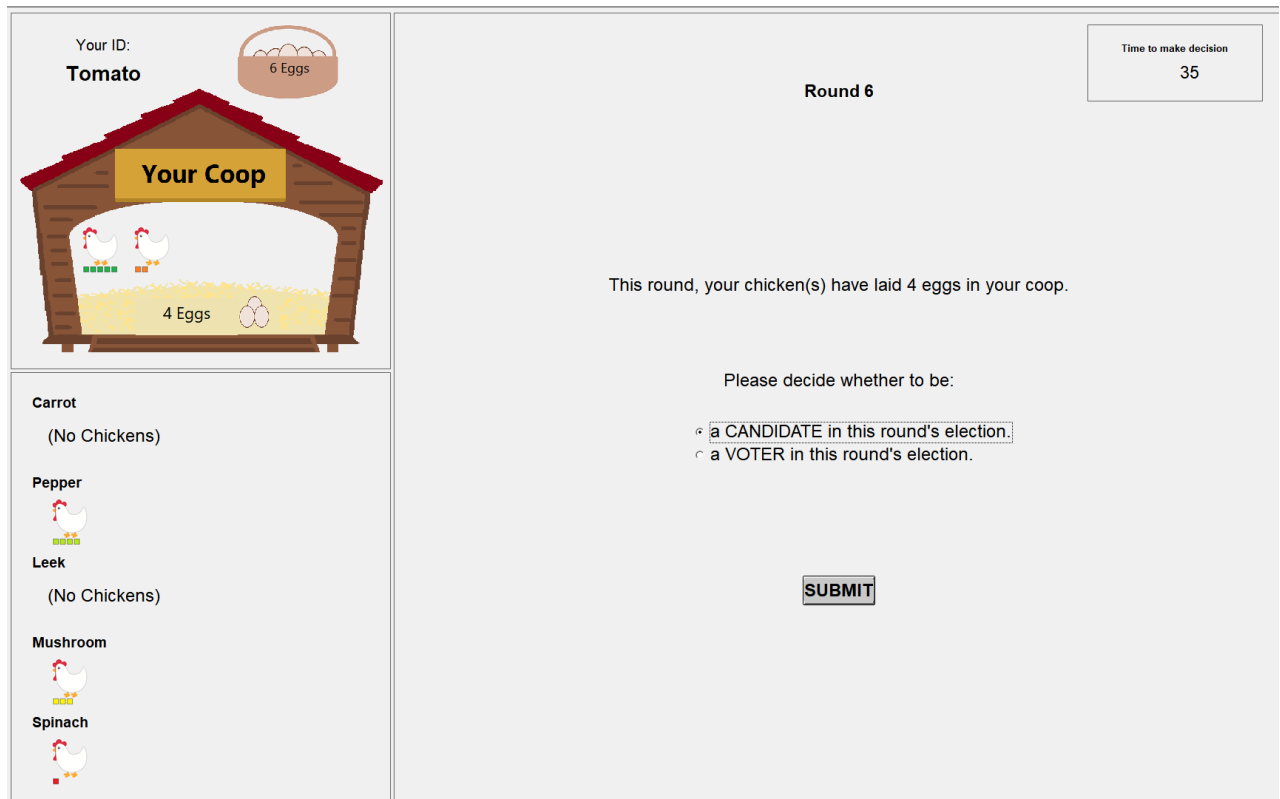 Your ID:
Tomato
6 Eggs
Your Coop
4 Eggs
Carrot
(No Chickens)
Pepper
Leek
(No Chickens)
Mushroom
Spinach
Time to make decision
35
Round 6
This round, your chicken(s) have laid 4 eggs in your coop.
Please decide whether to be:
a CANDIDATE in this round's election.
a VOTER in this round's election.
SUBMIT